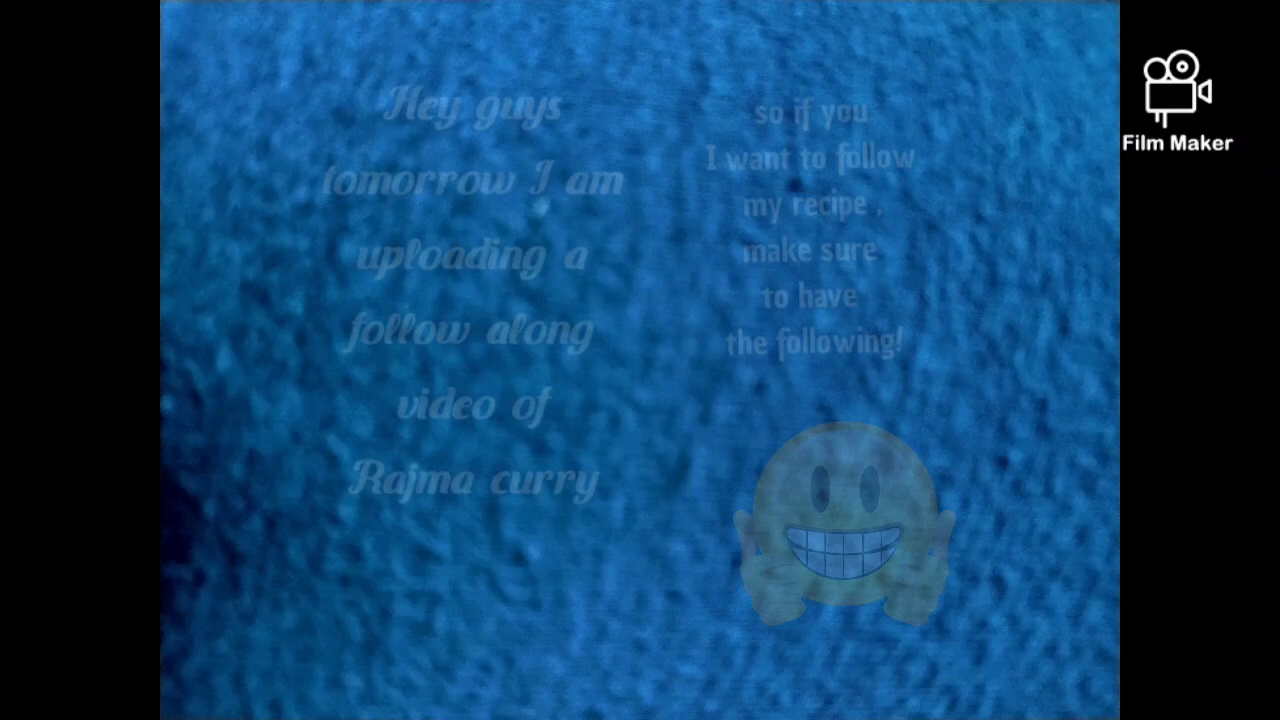 Hey guys
tomorrow I am
uploading a
follow along
video of
Rajma curry
so if you
I want to follow
my recipe ,
make sure
to have
the following!
Film Maker